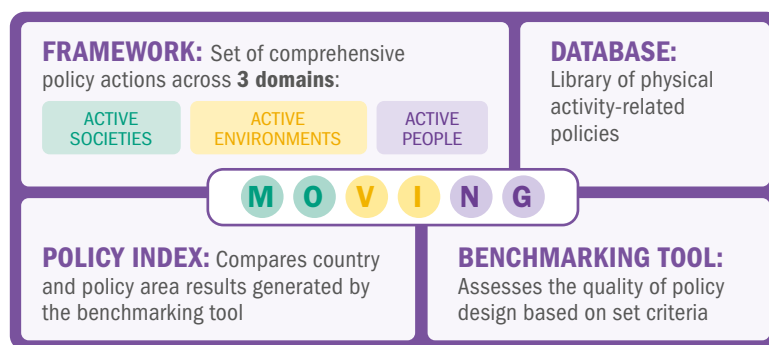 FRAMEWORK: Set of comprehensive
policy actions across 3 domains:
ACTIVE
SOCIETIES
ACTIVE
ENVIRONMENTS
ACTIVE
PEOPLE
DATABASE:
Library of physical
activity-related
policies
MOVING
POLICY INDEX: Compares country
and policy area results generated by
the benchmarking tool
BENCHMARKING TOOL:
Assesses the quality of policy
design based on set criteria